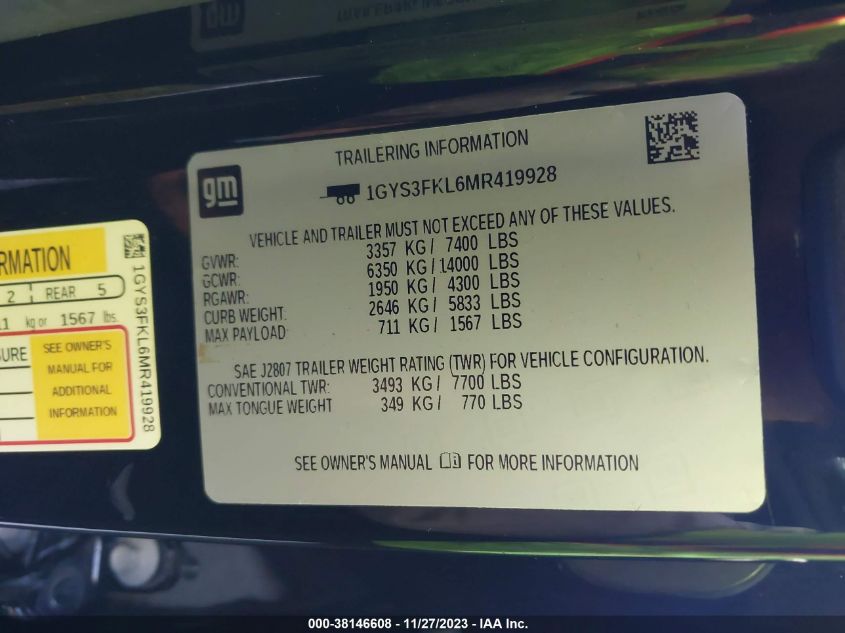 TRAILERING INFORMATION
gm
1GYS3FKL6MR419928
VEHICLE AND TRAILER MUST NOT EXCEED ANY OF THESE VALUES.
GVWR: 3357 KG / 7400 LBS
GCWR: 6350 KG / 14000 LBS
RGAWR: 1950 KG / 4300 LBS
CURB WEIGHT: 2646 KG / 5833 LBS
MAX PAYLOAD: 711 KG / 1567 LBS
SAE J2807 TRAILER WEIGHT RATING (TWR) FOR VEHICLE CONFIGURATION.
CONVENTIONAL TWR: 3493 KG / 7700 LBS
MAX TONGUE WEIGHT 349 KG / 770 LBS
SEE OWNER'S MANUAL FOR MORE INFORMATION
RMATION
2 REAR 5
1 kg or 1567 lbs.
URE
SEE OWNER'S
MANUAL FOR
ADDITIONAL
INFORMATION
1GYS3FKL6MR419928
000-38146608 - 11/27/2023 - IAA Inc.